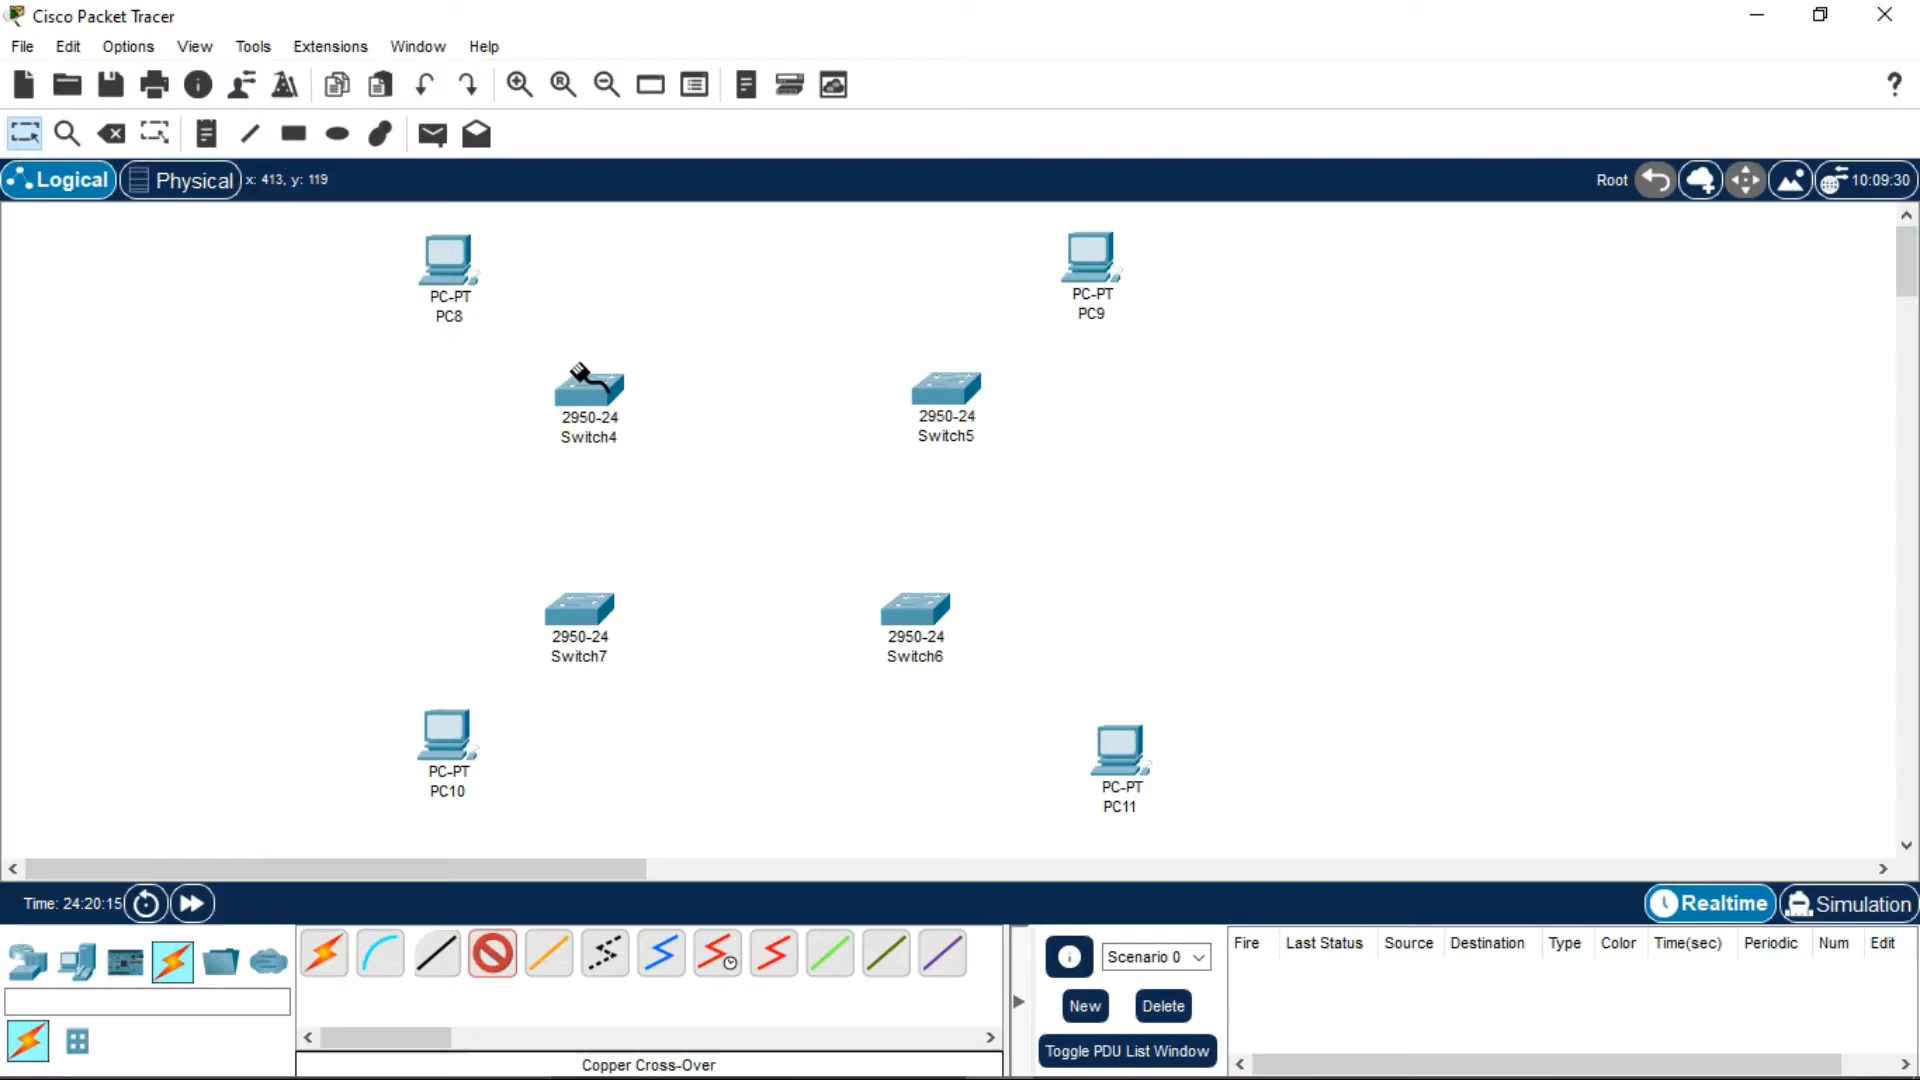 Cisco Packet Tracer
File Edit Options View Tools Extensions Window Help
Logical Physical x: 413, y: 119 Root 10:09:30
PC-PT
PC8
PC-PT
PC9
2950-24
Switch4
2950-24
Switch5
2950-24
Switch7
2950-24
Switch6
PC-PT
PC10
PC-PT
PC11
Time: 24:20:15 Realtime Simulation
Scenario 0
New Delete
Toggle PDU List Window
Fire Last Status Source Destination Type Color Time(sec) Periodic Num Edit
Copper Cross-Over